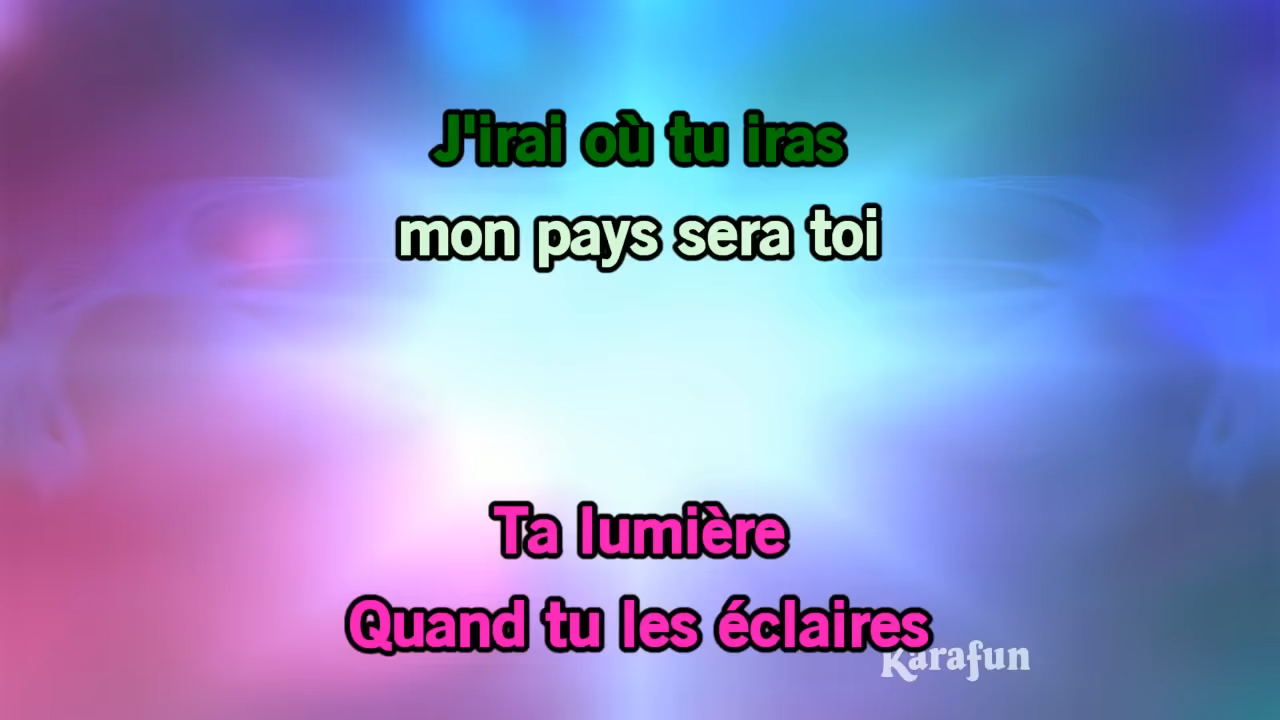 J'irai où tu iras
mon pays sera toi
Ta lumière
Quand tu les éclaires
Karafun